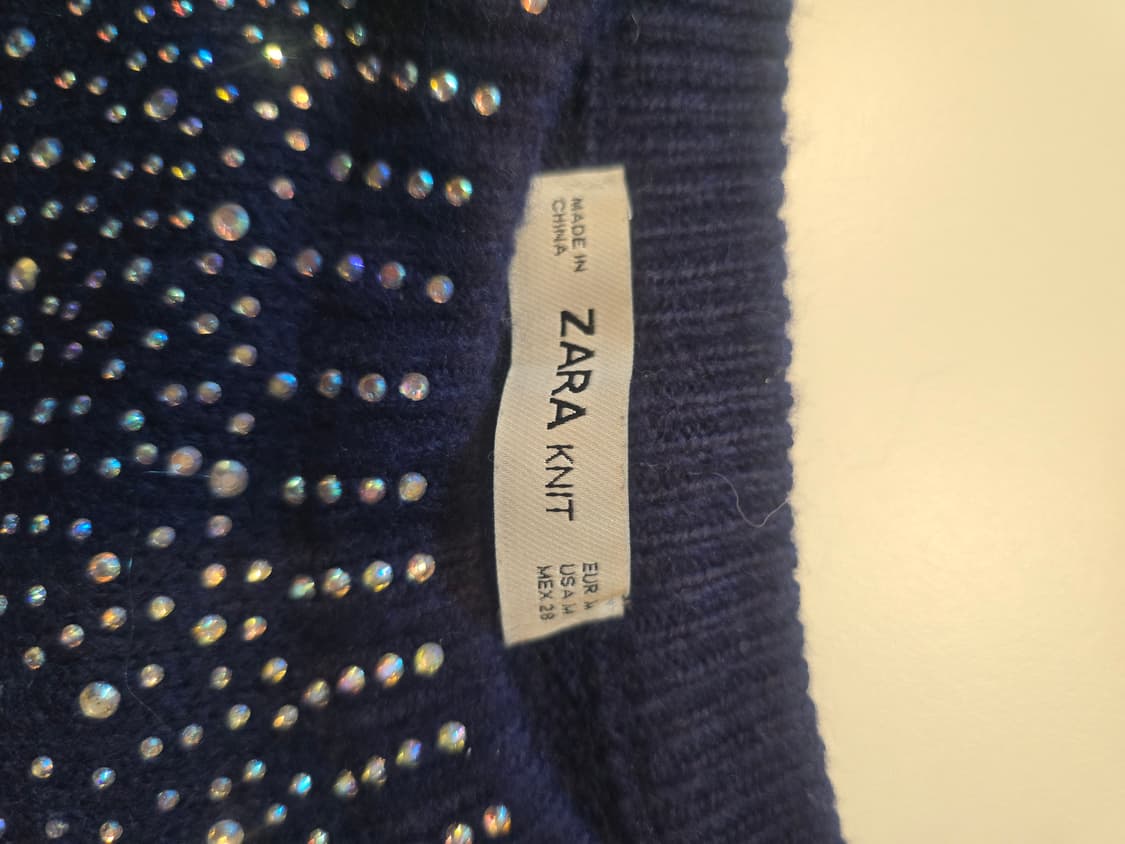 MADE IN
CHINA
ZARA KNIT
EUR M
USA M
MEX 28